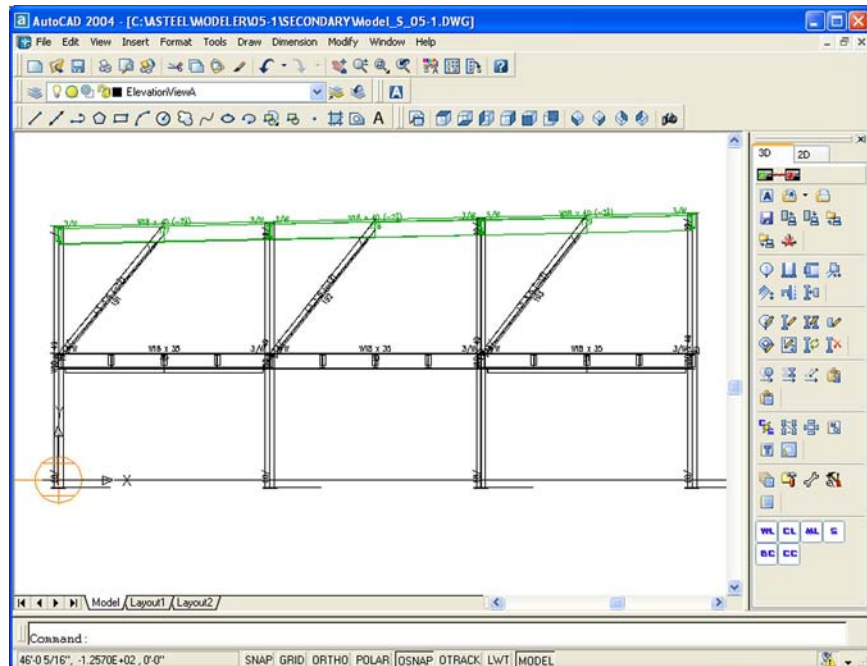 AutoCAD 2004 - [C:\ASTEEL\MODELER\05-1\SECONDARY\Model_S_05-1.DWG]
File Edit View Insert Format Tools Draw Dimension Modify Window Help
ElevationViewA
3D 2D
W18 x 35 W18 x 35 W18 x 35
Y
X
WL CL ML G
BC CC
Model Layout1 Layout2
Command:
46'-0 5/16", -1.2570E+02, 0'-0" SNAP GRID ORTHO POLAR OSNAP OTRACK LWT MODEL